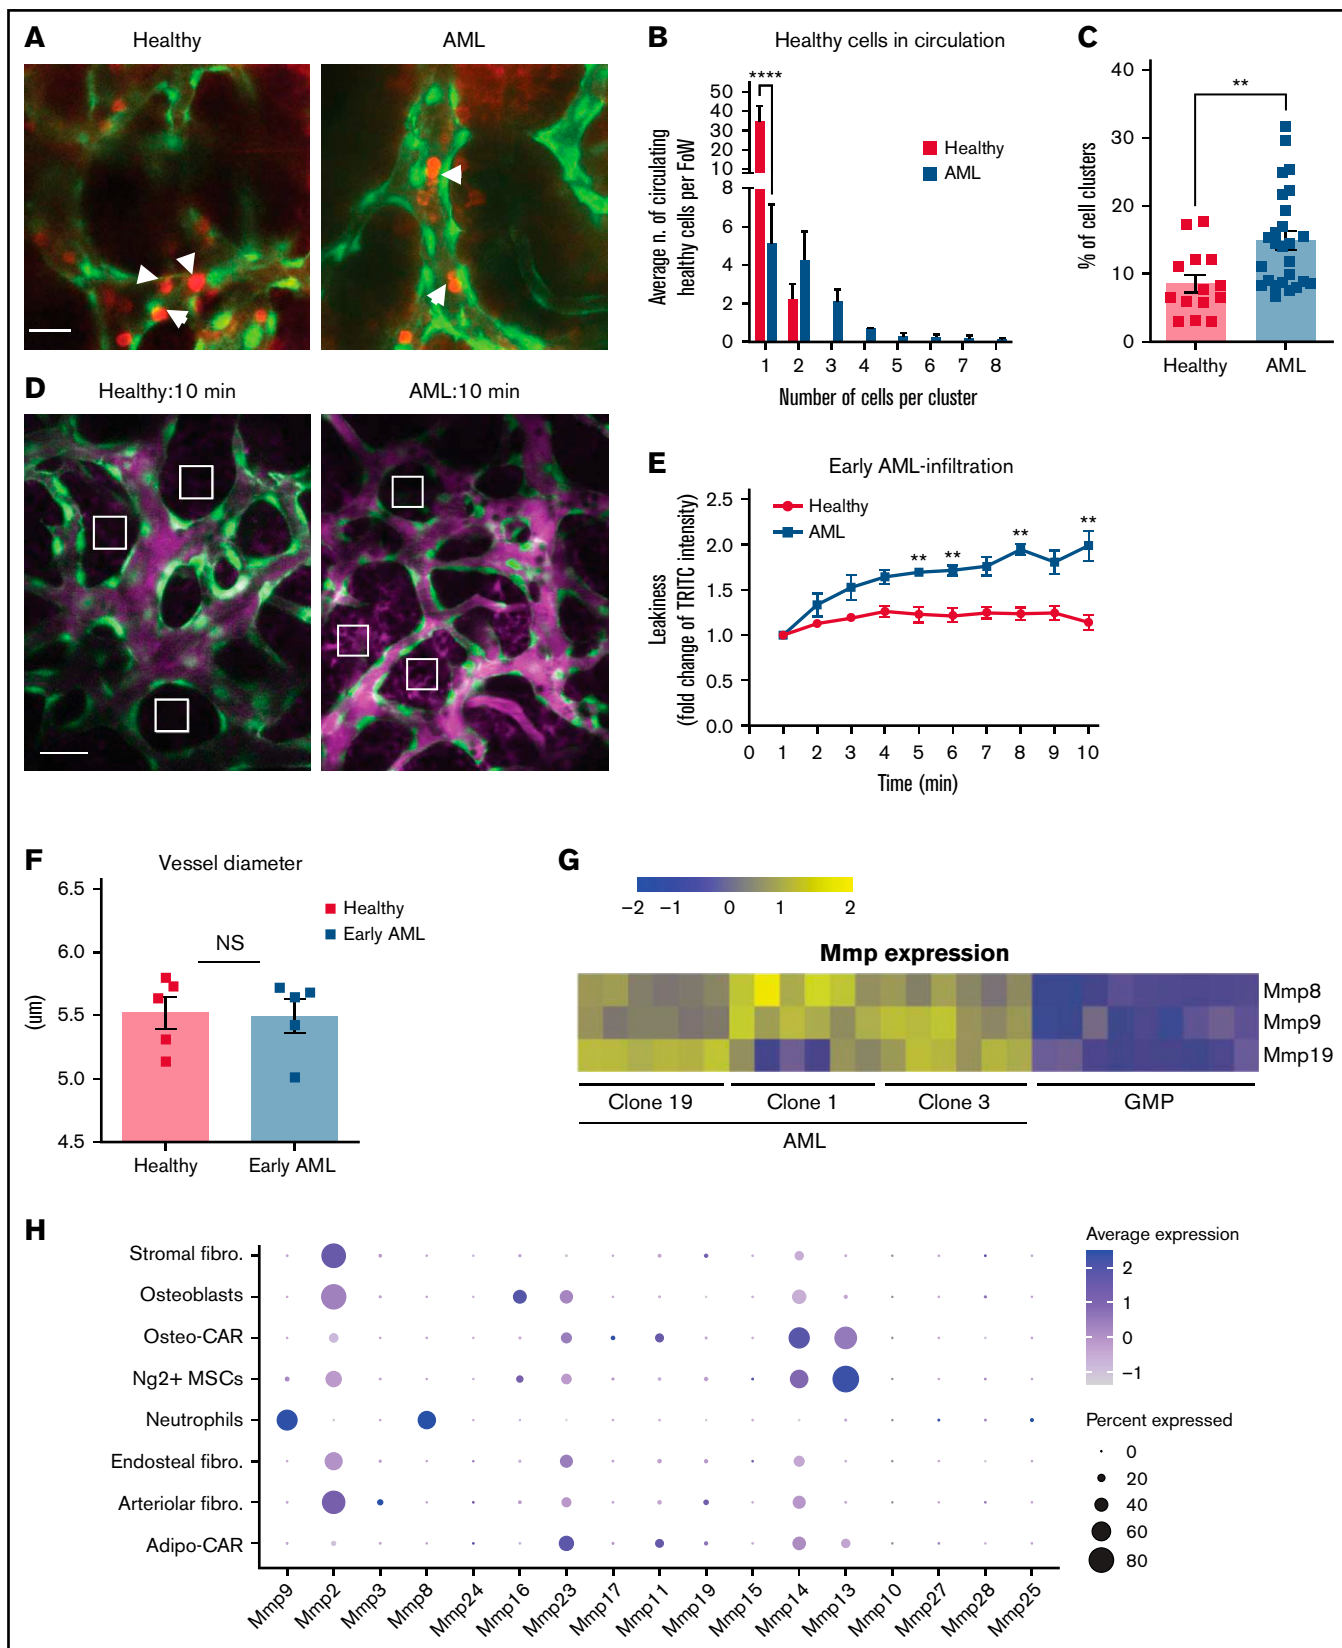 A
Healthy
AML
B
Healthy cells in circulation
Average n. of circulating
healthy cells per FoW
****
50
40
30
20
10
8
6
4
2
0
Healthy
AML
1 2 3 4 5 6 7 8
Number of cells per cluster
C
% of cell clusters
40
30
20
10
0
**
Healthy AML
D
Healthy:10 min
AML:10 min
E
Early AML-infiltration
Leakiness
(fold change of TRITC intensity)
2.5
2.0
1.5
1.0
0.5
0.0
Healthy
AML
** ** ** **
0 1 2 3 4 5 6 7 8 9 10
Time (min)
F
Vessel diameter
(um)
6.5
6.0
5.5
5.0
4.5
NS
Healthy
Early AML
Healthy Early AML
G
−2 −1 0 1 2
Mmp expression
Mmp8
Mmp9
Mmp19
Clone 19 Clone 1 Clone 3 GMP
AML
H
Stromal fibro.
Osteoblasts
Osteo-CAR
Ng2+ MSCs
Neutrophils
Endosteal fibro.
Arteriolar fibro.
Adipo-CAR
Mmp9 Mmp2 Mmp3 Mmp8 Mmp24 Mmp16 Mmp23 Mmp17 Mmp11 Mmp19 Mmp15 Mmp14 Mmp13 Mmp10 Mmp27 Mmp28 Mmp25
Average expression
2
1
0
−1
Percent expressed
0
20
40
60
80